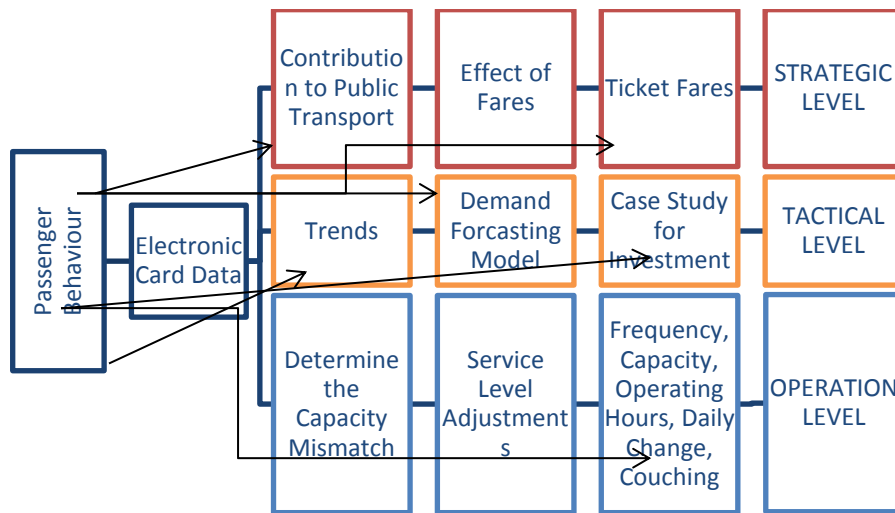 Contributio
n to Public
Transport
Effect of
Fares
Ticket Fares
STRATEGIC
LEVEL
Passenger
Behaviour
Electronic
Card Data
Trends
Demand
Forcasting
Model
Case Study
for
Investment
TACTICAL
LEVEL
Determine
the
Capacity
Mismatch
Service
Level
Adjustment
s
Frequency,
Capacity,
Operating
Hours, Daily
Change,
Couching
OPERATION
LEVEL